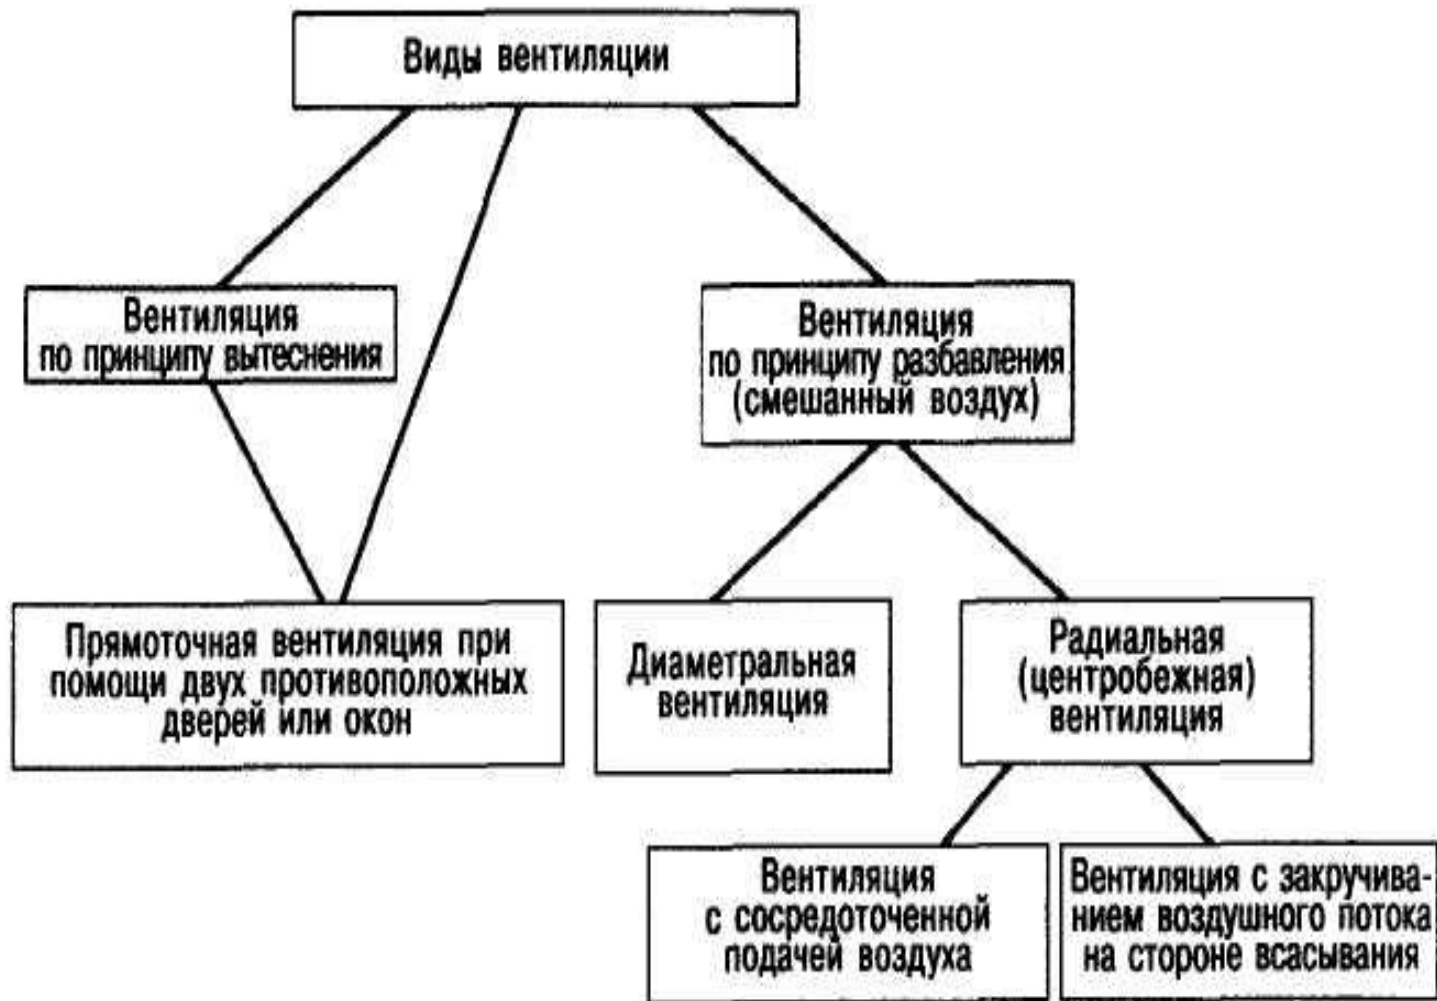 Виды вентиляции
Вентиляция
по принципу вытеснения
Вентиляция
по принципу разбавления
(смешанный воздух)
Прямоточная вентиляция при
помощи двух противоположных
дверей или окон
Диаметральная
вентиляция
Радиальная
(центробежная)
вентиляция
Вентиляция
с сосредоточенной
подачей воздуха
Вентиляция с закручива-
нием воздушного потока
на стороне всасывания